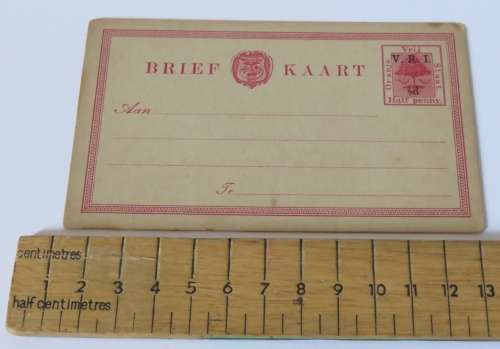 BRIEF KAART
Oranje Vrij Staat
V. R. I.
½d
Half penny.
Aan
Te
centimetres
1 2 3 4 5 6 7 8 9 10 11 12 13
half centimetres